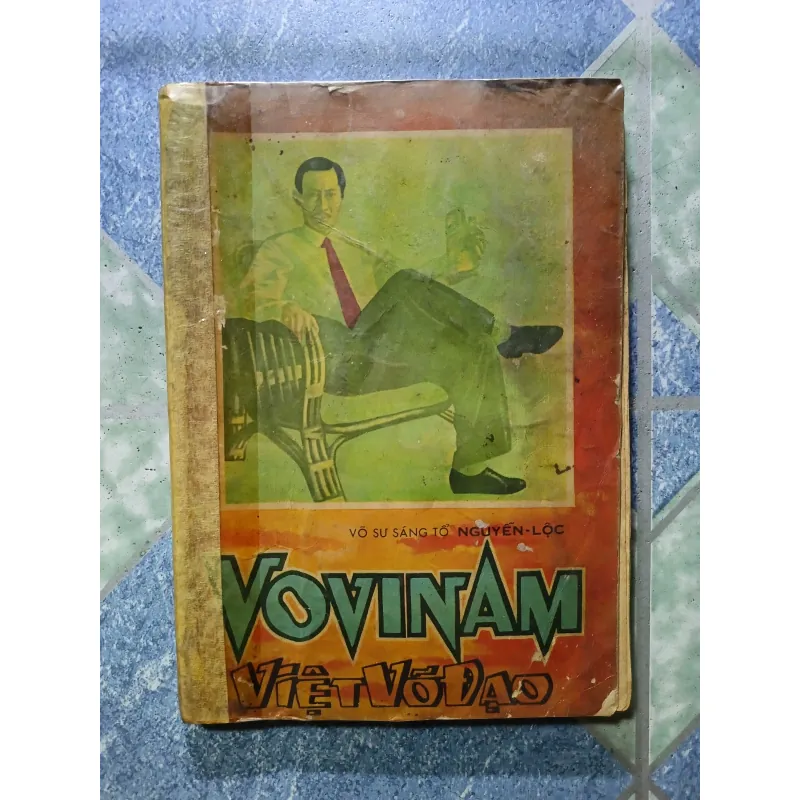 VÕ SƯ SÁNG TỔ NGUYỄN-LỘC
VOVINAM
VIỆT VÕ ĐẠO